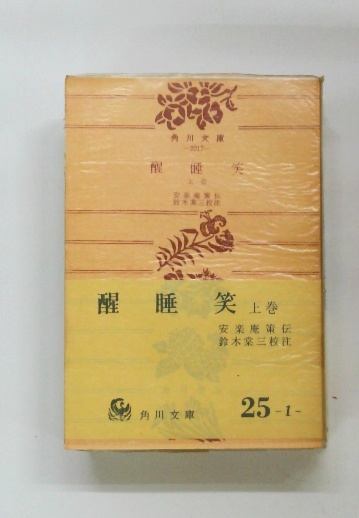 角川文庫
—2217—
醒睡笑
上巻
安楽庵策伝
鈴木棠三校注
醒睡笑 上巻
安楽庵策伝
鈴木棠三校注
角川文庫 25-1-